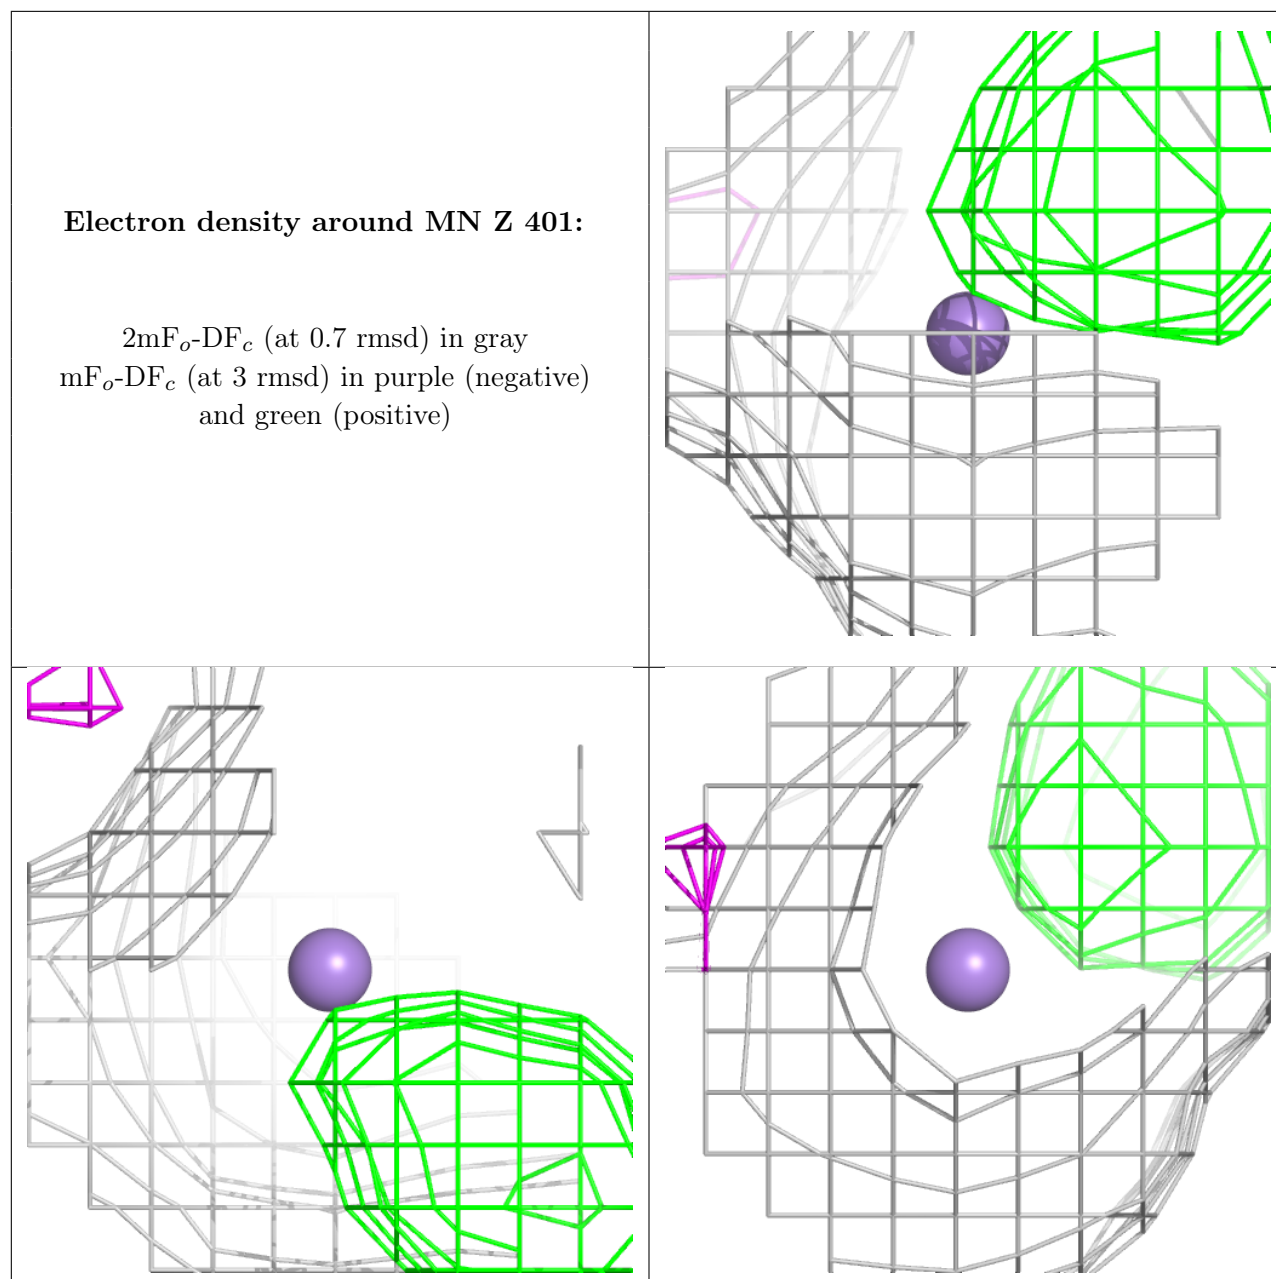 Electron density around MN Z 401:
2mFₒ-DF𝒸 (at 0.7 rmsd) in gray
mFₒ-DF𝒸 (at 3 rmsd) in purple (negative)
and green (positive)